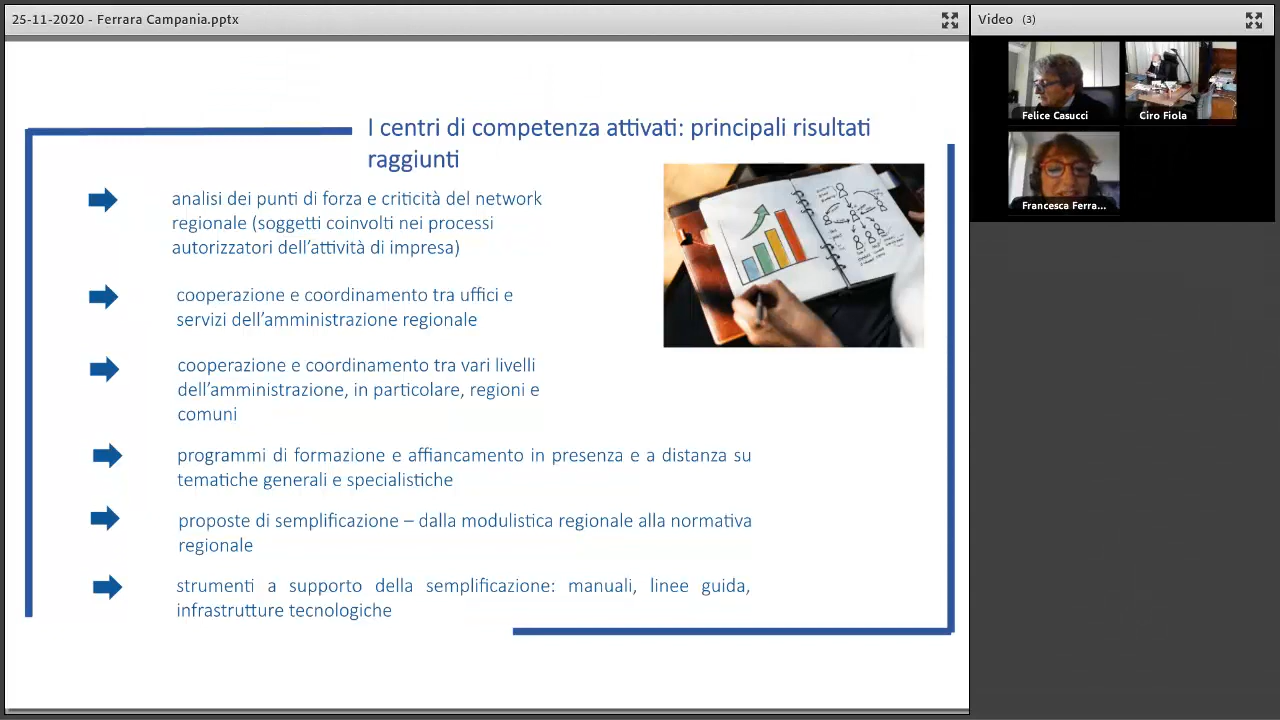 25-11-2020 - Ferrara Campania.pptx
Video (3)
Felice Casucci
Ciro Fiola
Francesca Ferra...
I centri di competenza attivati: principali risultati
raggiunti
analisi dei punti di forza e criticità del network
regionale (soggetti coinvolti nei processi
autorizzatori dell'attività di impresa)
cooperazione e coordinamento tra uffici e
servizi dell'amministrazione regionale
cooperazione e coordinamento tra vari livelli
dell'amministrazione, in particolare, regioni e
comuni
programmi di formazione e affiancamento in presenza e a distanza su
tematiche generali e specialistiche
proposte di semplificazione – dalla modulistica regionale alla normativa
regionale
strumenti a supporto della semplificazione: manuali, linee guida,
infrastrutture tecnologiche